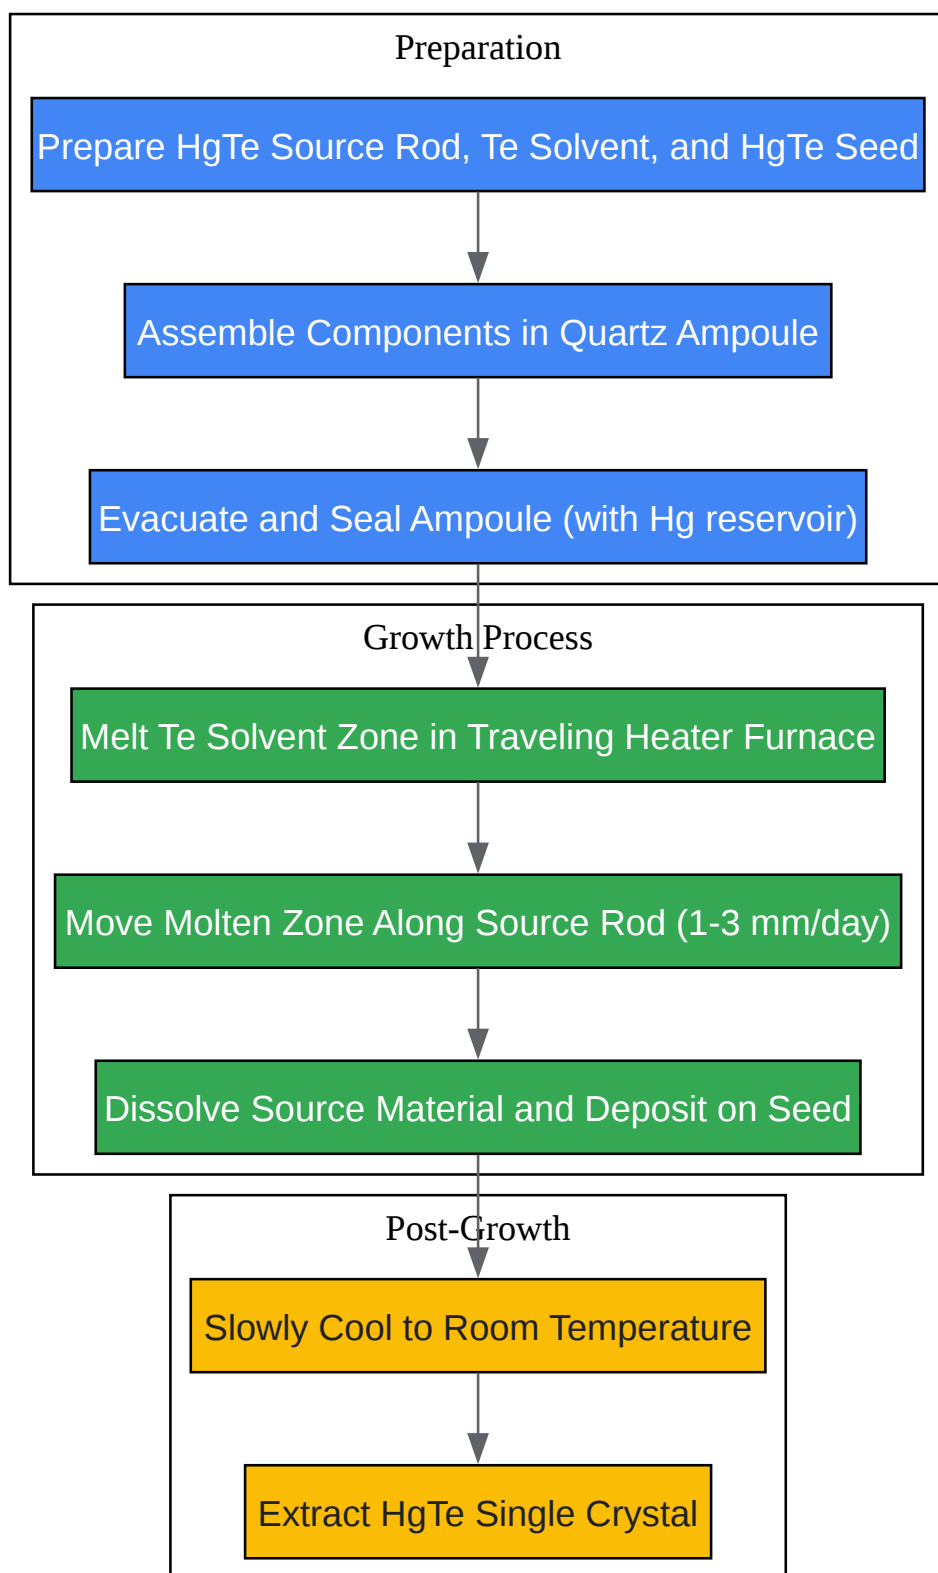 Preparation
Prepare HgTe Source Rod, Te Solvent, and HgTe Seed
Assemble Components in Quartz Ampoule
Evacuate and Seal Ampoule (with Hg reservoir)
Growth Process
Melt Te Solvent Zone in Traveling Heater Furnace
Move Molten Zone Along Source Rod (1-3 mm/day)
Dissolve Source Material and Deposit on Seed
Post-Growth
Slowly Cool to Room Temperature
Extract HgTe Single Crystal